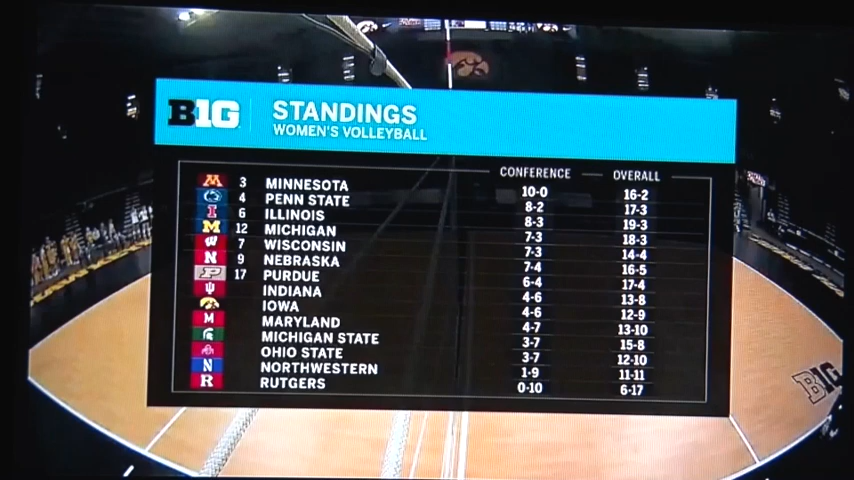 B1G STANDINGS
WOMEN'S VOLLEYBALL
CONFERENCE OVERALL
3 MINNESOTA 10-0 16-2
4 PENN STATE 8-2 17-3
6 ILLINOIS 8-3 19-3
12 MICHIGAN 7-3 18-3
7 WISCONSIN 7-3 14-4
9 NEBRASKA 7-4 16-5
17 PURDUE 6-4 17-4
INDIANA 4-6 13-8
IOWA 4-6 12-9
MARYLAND 4-7 13-10
MICHIGAN STATE 3-7 15-8
OHIO STATE 3-7 12-10
NORTHWESTERN 1-9 11-11
RUTGERS 0-10 6-17
B1G